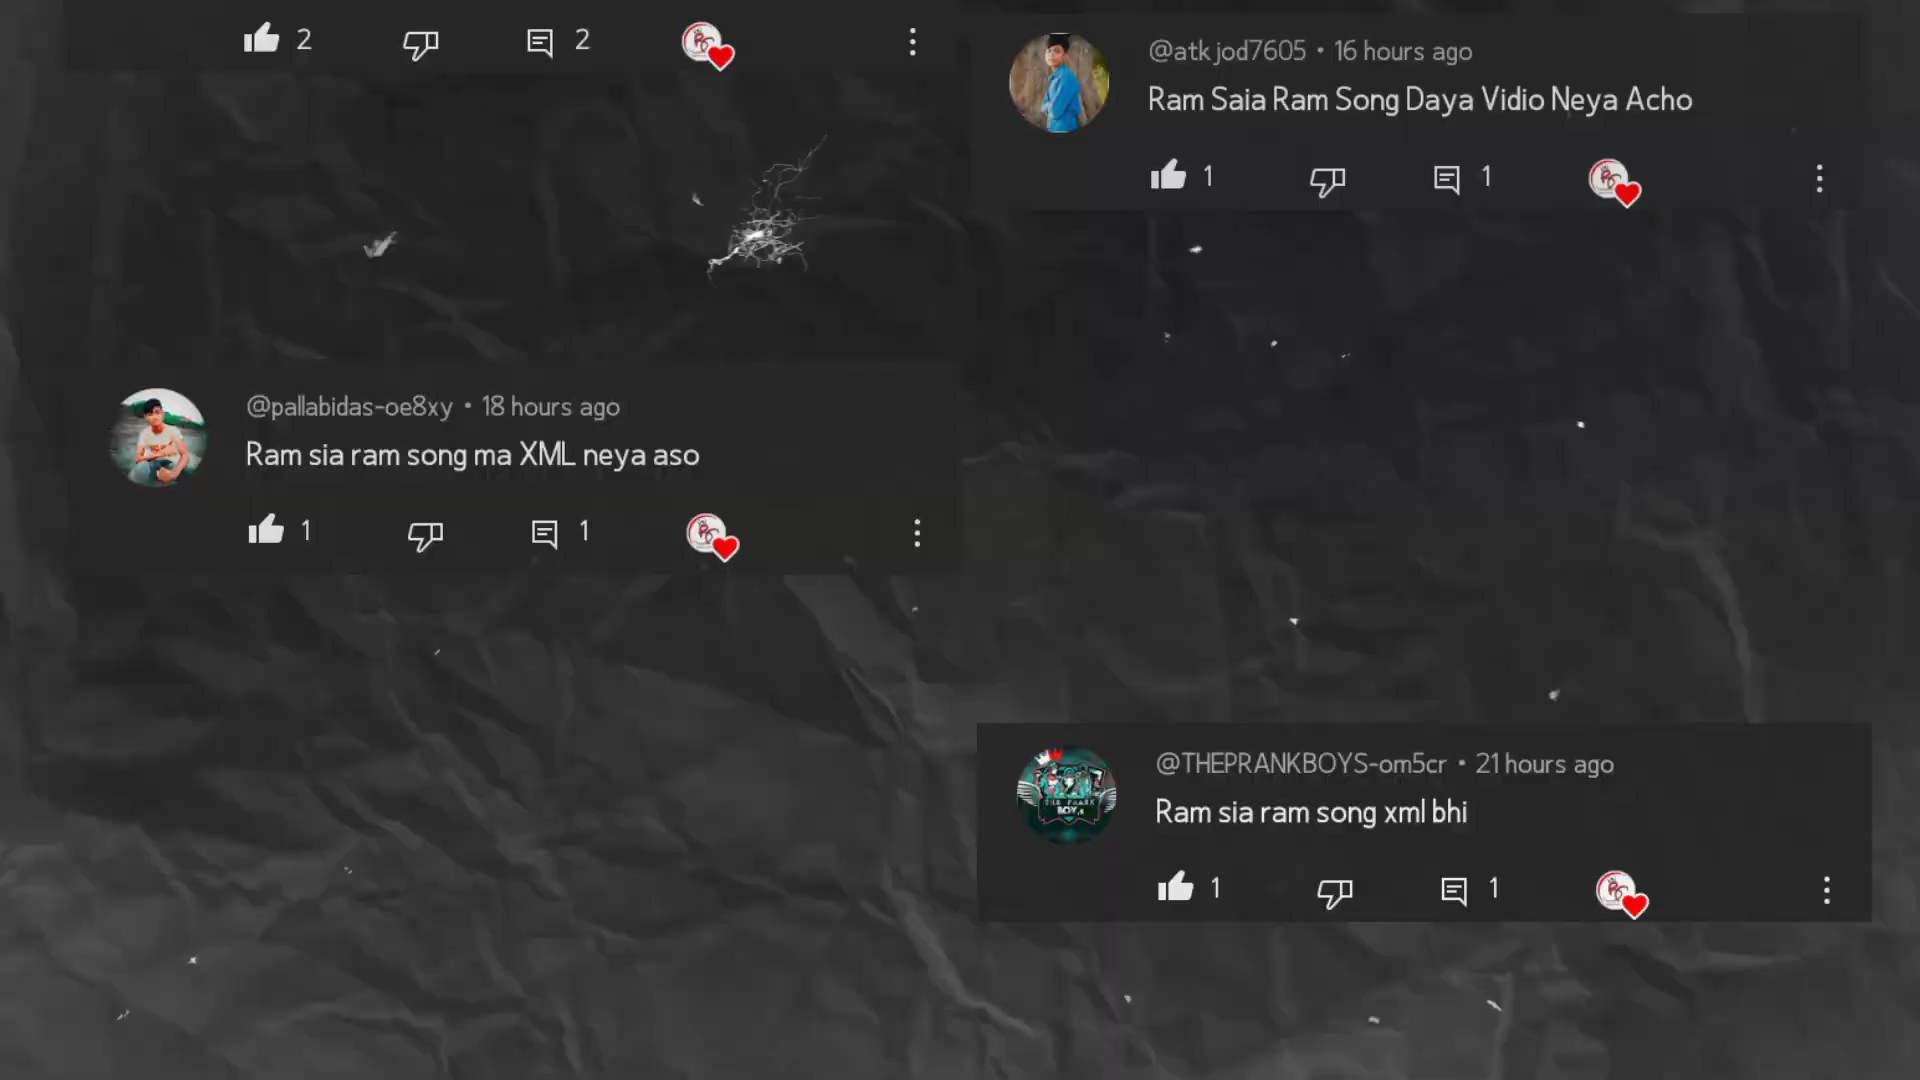 2 2
@atkjod7605 • 16 hours ago
Ram Saia Ram Song Daya Vidio Neya Acho
1 1
@pallabidas-oe8xy • 18 hours ago
Ram sia ram song ma XML neya aso
1 1
@THEPRANKBOYS-om5cr • 21 hours ago
Ram sia ram song xml bhi
1 1